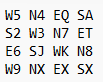 W5 N4 EQ SA
S2 W3 N7 ET
E6 SJ WK N8
W9 NX EX SX